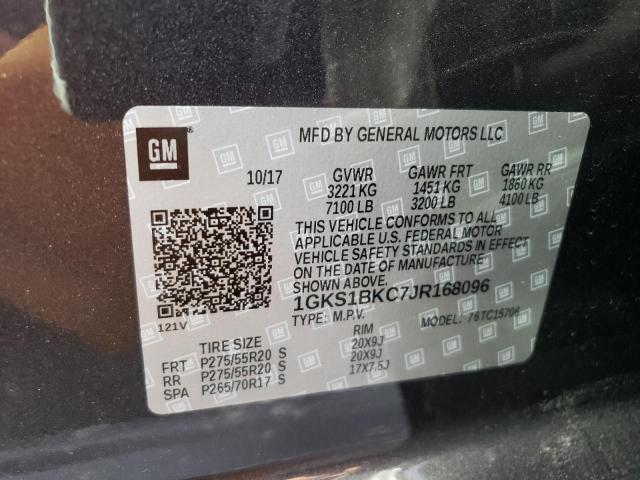 GM
MFD BY GENERAL MOTORS LLC
10/17 GVWR GAWR FRT GAWR RR
3221 KG 1451 KG 1860 KG
7100 LB 3200 LB 4100 LB
THIS VEHICLE CONFORMS TO ALL
APPLICABLE U.S. FEDERAL MOTOR
VEHICLE SAFETY STANDARDS IN EFFECT
ON THE DATE OF MANUFACTURE
SHOWN ABOVE.
1GKS1BKC7JR168096
TYPE: M.P.V. MODEL: 76TC15706
121V
TIRE SIZE RIM
FRT P275/55R20 S 20X9J
RR P275/55R20 S 20X9J
SPA P265/70R17 S 17X7.5J